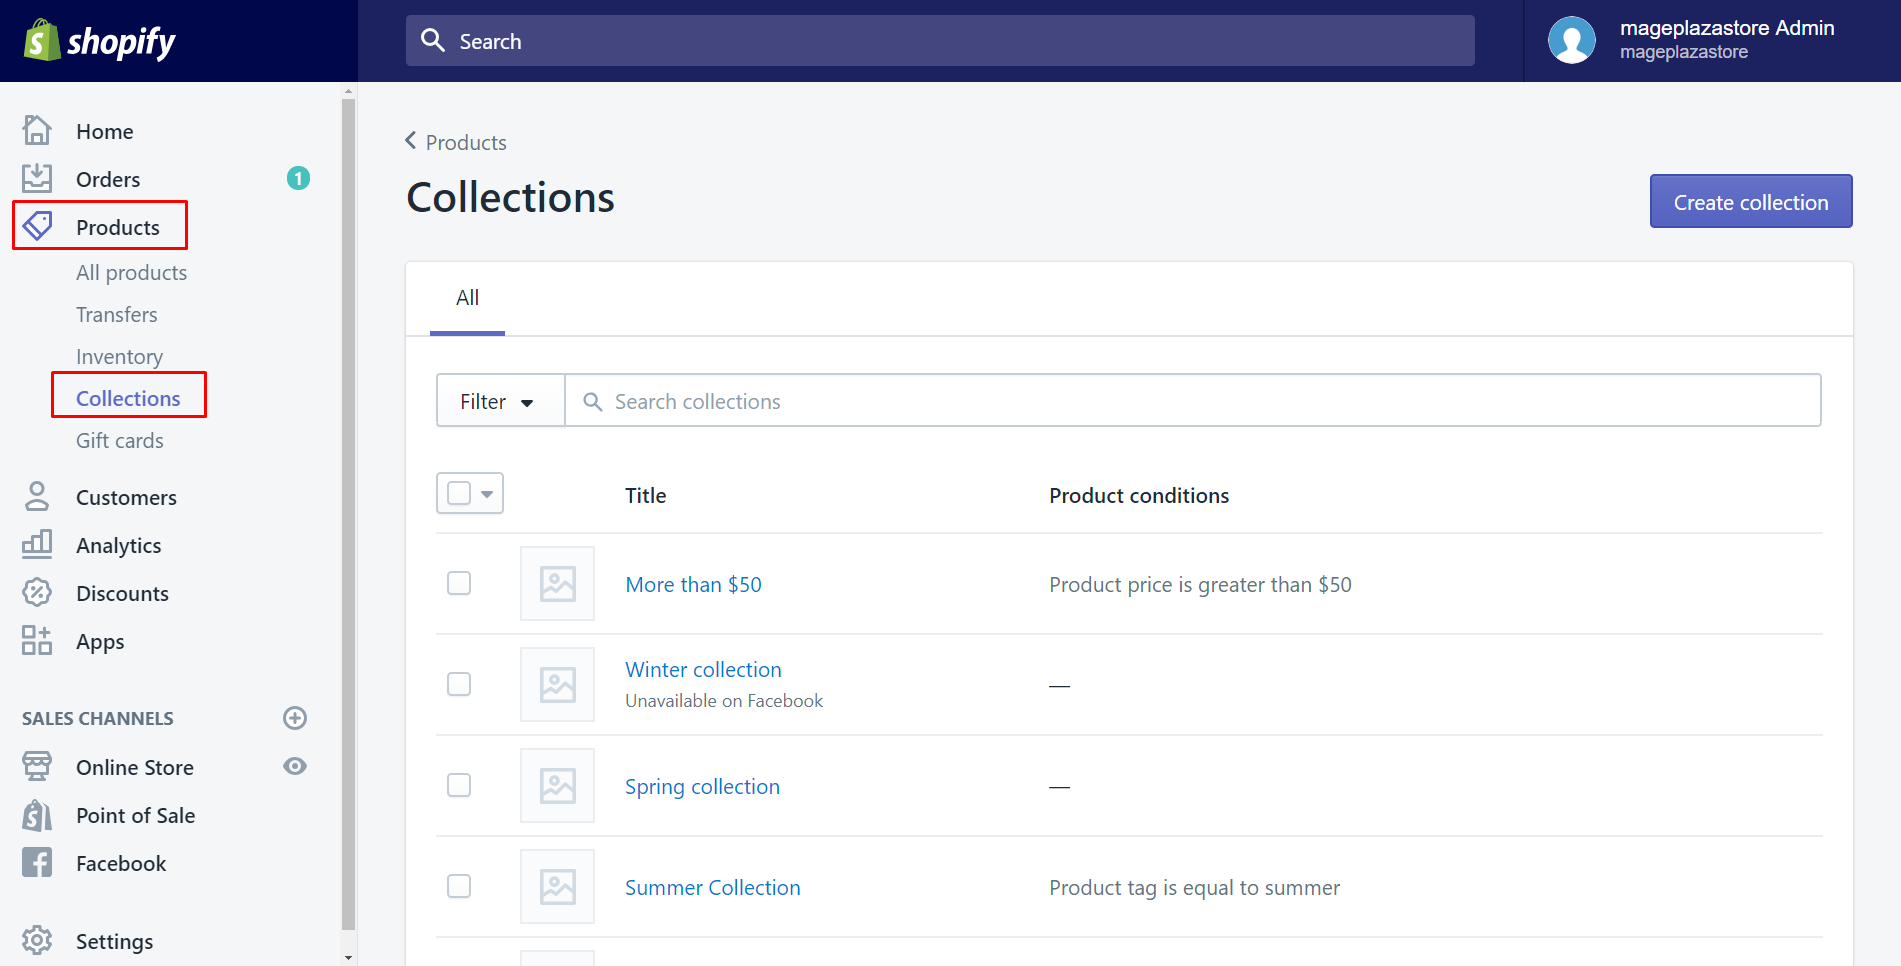 shopify
Search
mageplazastore Admin
mageplazastore
Home
Orders
1
Products
All products
Transfers
Inventory
Collections
Gift cards
Customers
Analytics
Discounts
Apps
SALES CHANNELS
Online Store
Point of Sale
Facebook
Settings
Products
Collections
Create collection
All
Filter
Search collections
Title Product conditions
More than $50 Product price is greater than $50
Winter collection
Unavailable on Facebook
—
Spring collection —
Summer Collection Product tag is equal to summer